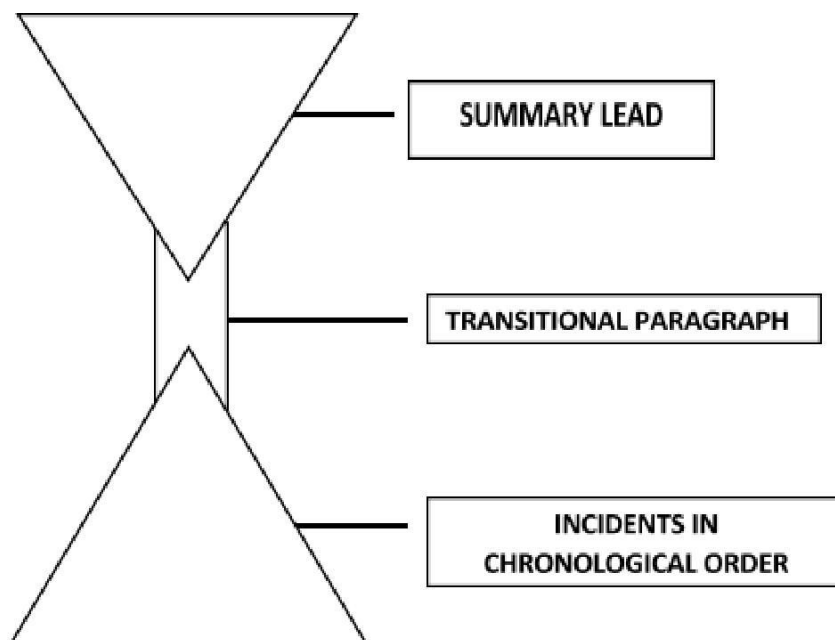 SUMMARY LEAD
TRANSITIONAL PARAGRAPH
INCIDENTS IN
CHRONOLOGICAL ORDER